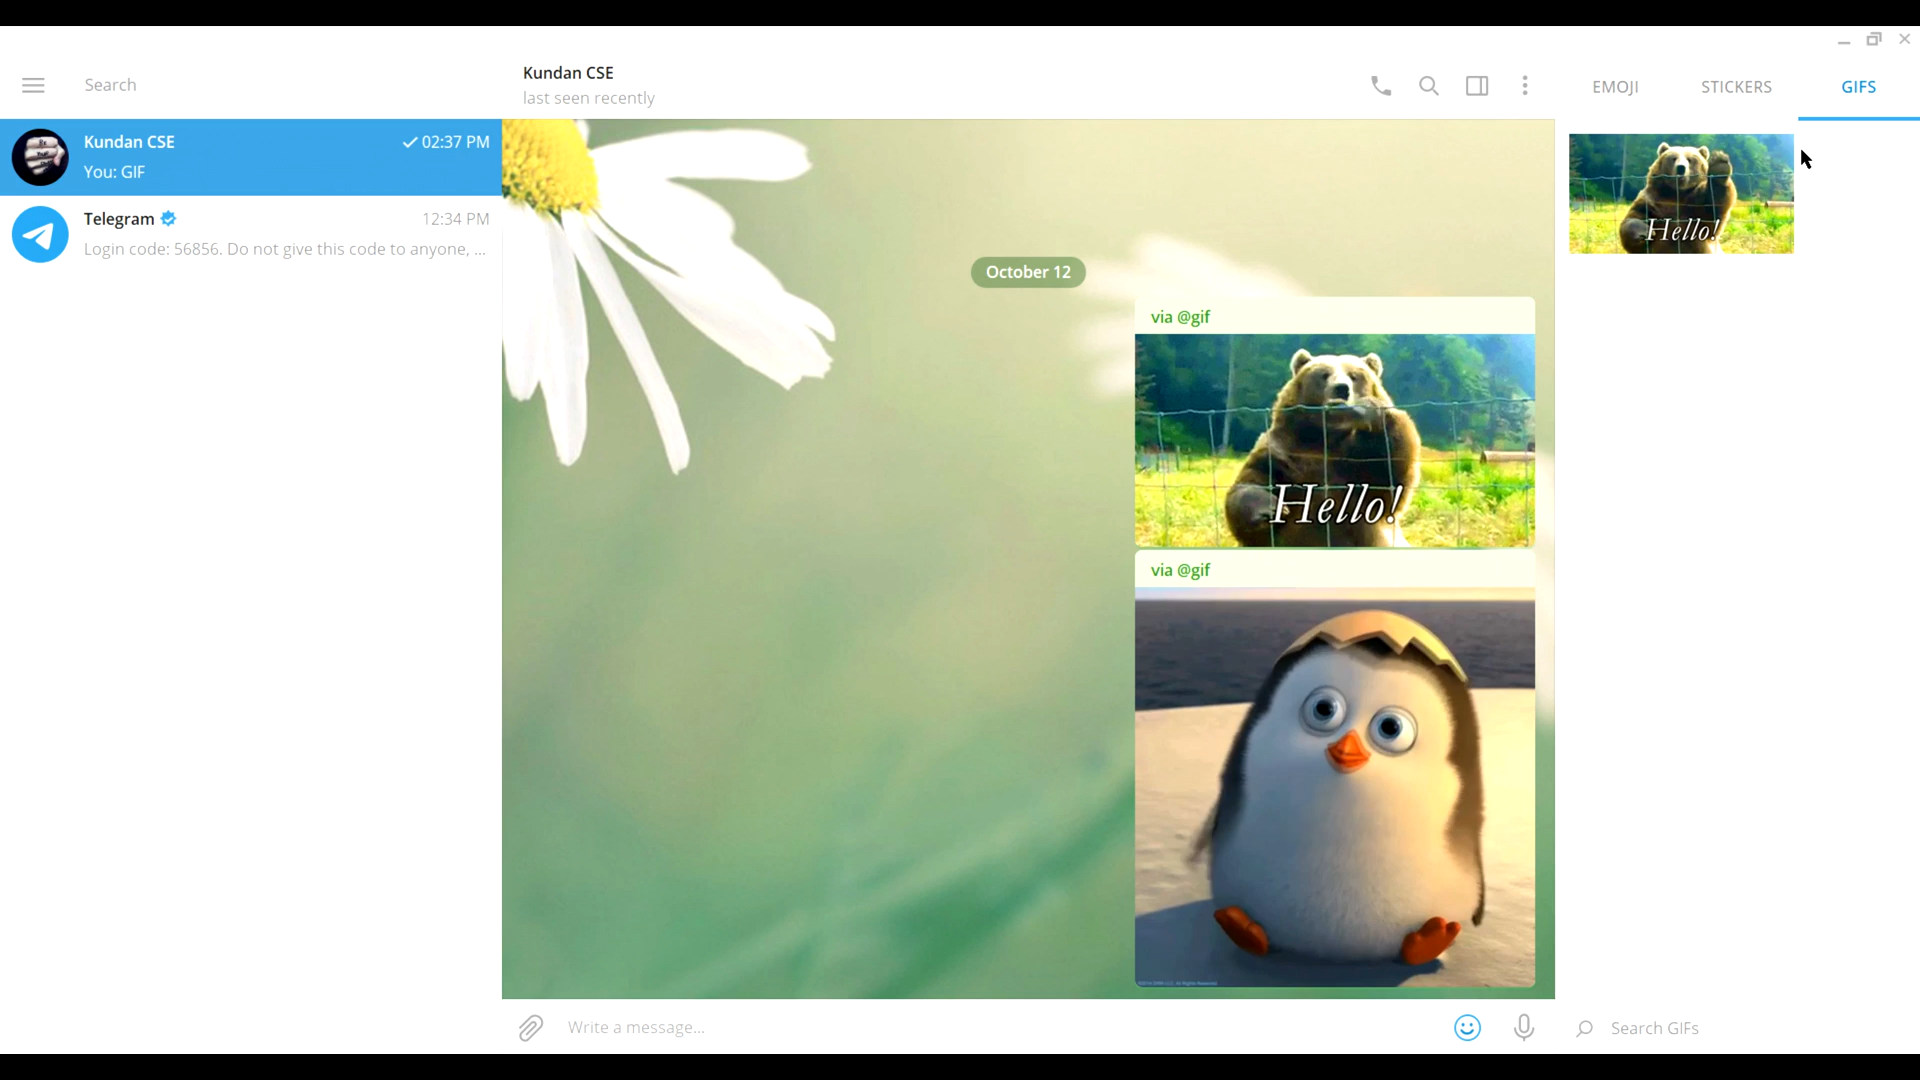 Search
Kundan CSE
last seen recently
EMOJI
STICKERS
GIFS
Kundan CSE
02:37 PM
You: GIF
Telegram
12:34 PM
Login code: 56856. Do not give this code to anyone, ...
October 12
via @gif
Hello!
via @gif
Hello!
Write a message...
Search GIFs